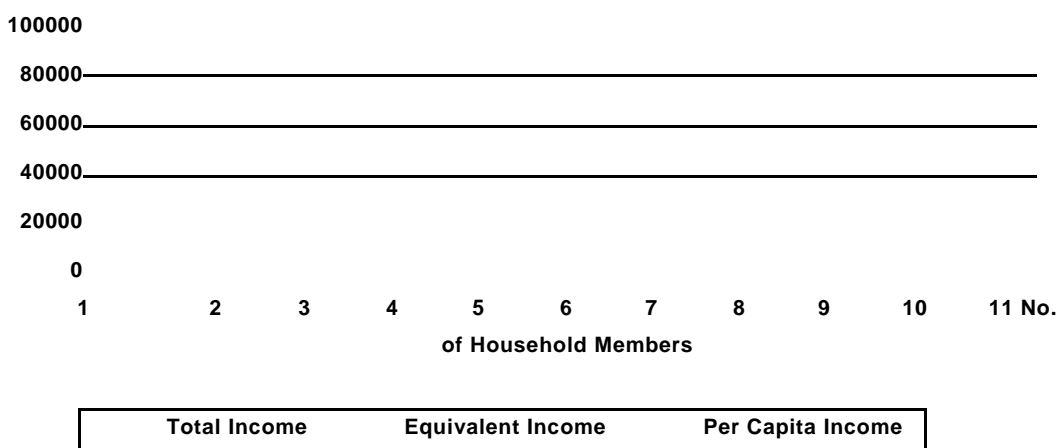 100000
80000
60000
40000
20000
0
1 2 3 4 5 6 7 8 9 10 11 No.
of Household Members
Total Income Equivalent Income Per Capita Income